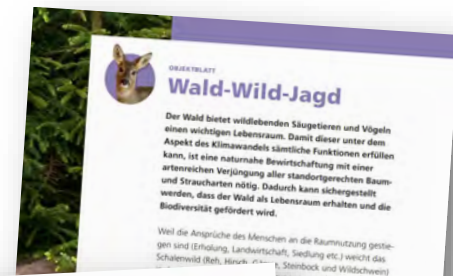 OBJEKTBLATT
Wald-Wild-Jagd
Der Wald bietet wildlebenden Säugetieren und Vögeln
einen wichtigen Lebensraum. Damit dieser unter dem
Aspekt des Klimawandels sämtliche Funktionen erfüllen
kann, ist eine naturnahe Bewirtschaftung mit einer
artenreichen Verjüngung aller standortgerechten Baum-
und Straucharten nötig. Dadurch kann sichergestellt
werden, dass der Wald als Lebensraum erhalten und die
Biodiversität gefördert wird.
Weil die Ansprüche des Menschen an die Raumnutzung gestie-
gen sind (Erholung, Landwirtschaft, Siedlung etc.) weicht das
Schalenwild (Reh, Hirsch, Steinbock und Wildschwein)